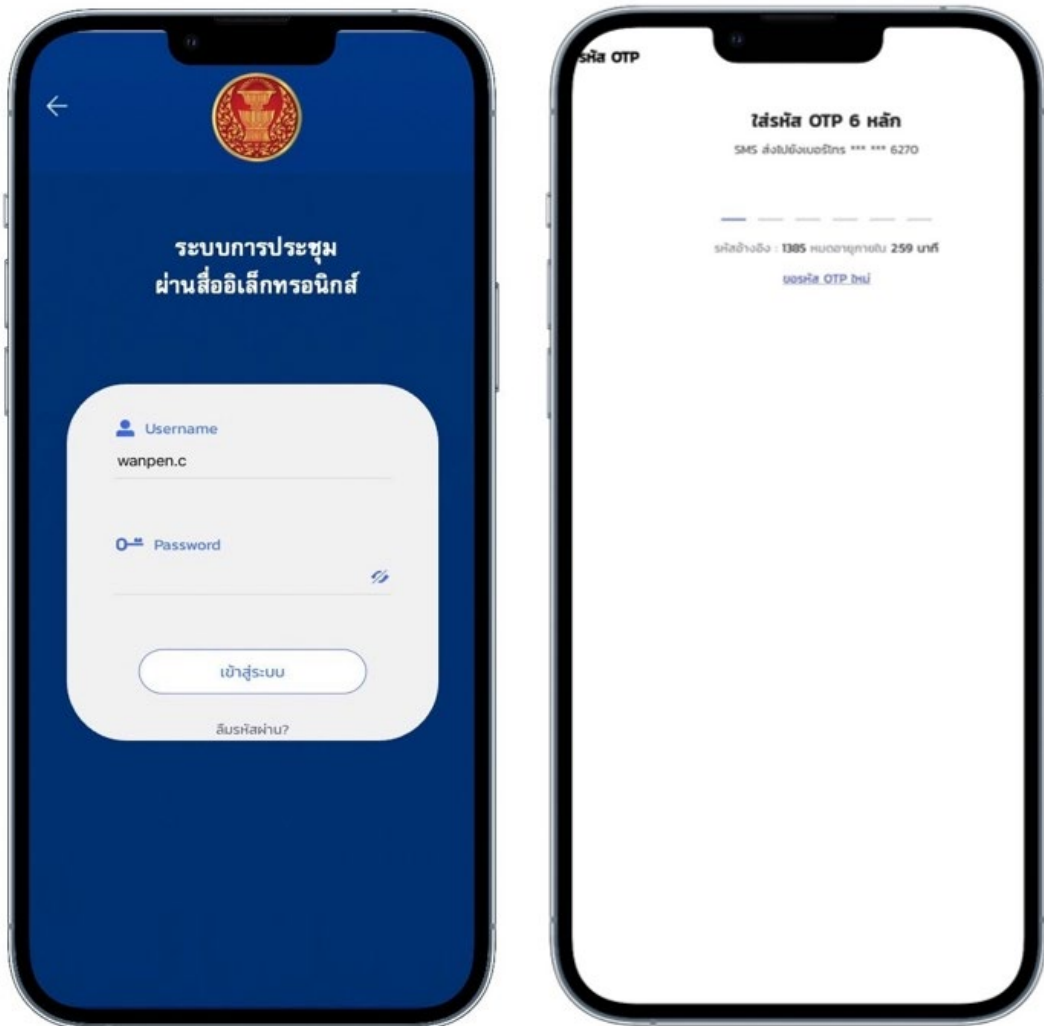 ระบบการประชุม
ผ่านสื่ออิเล็กทรอนิกส์
Username
wanpen.c
Password
เข้าสู่ระบบ
ลืมรหัสผ่าน?
รหัส OTP
ใส่รหัส OTP 6 หลัก
SMS ส่งไปยังเบอร์โทร *** *** 6270
รหัสอ้างอิง : 1385 หมดอายุภายใน 259 นาที
ขอรหัส OTP ใหม่